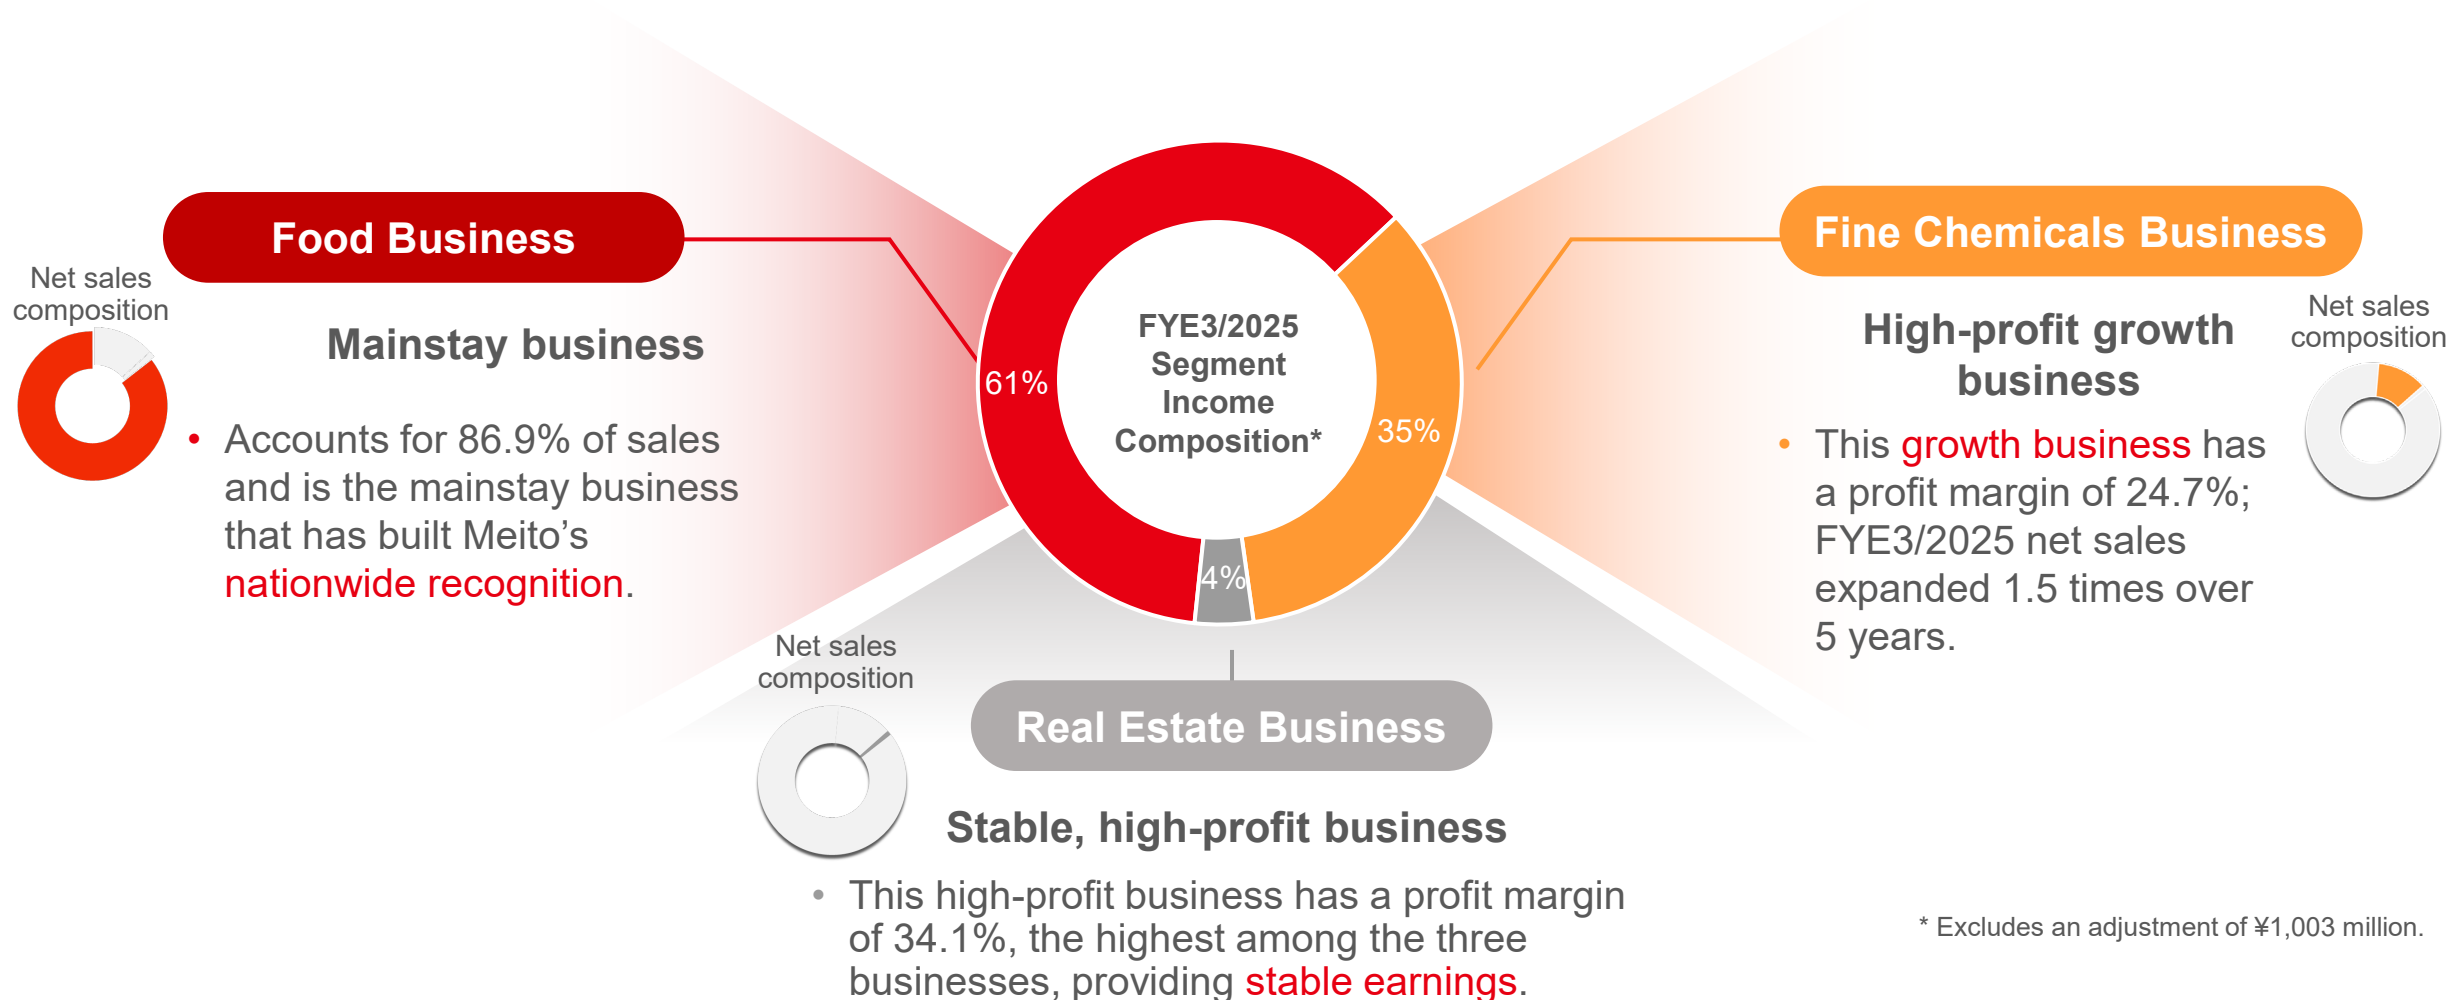 Food Business
Net sales
composition
Mainstay business
• Accounts for 86.9% of sales
and is the mainstay business
that has built Meito’s
nationwide recognition.
FYE3/2025
Segment
Income
Composition*
61%
35%
4%
Fine Chemicals Business
Net sales
composition
High-profit growth
business
• This growth business has
a profit margin of 24.7%;
FYE3/2025 net sales
expanded 1.5 times over
5 years.
Net sales
composition
Real Estate Business
Stable, high-profit business
• This high-profit business has a profit margin
of 34.1%, the highest among the three
businesses, providing stable earnings.
* Excludes an adjustment of ¥1,003 million.